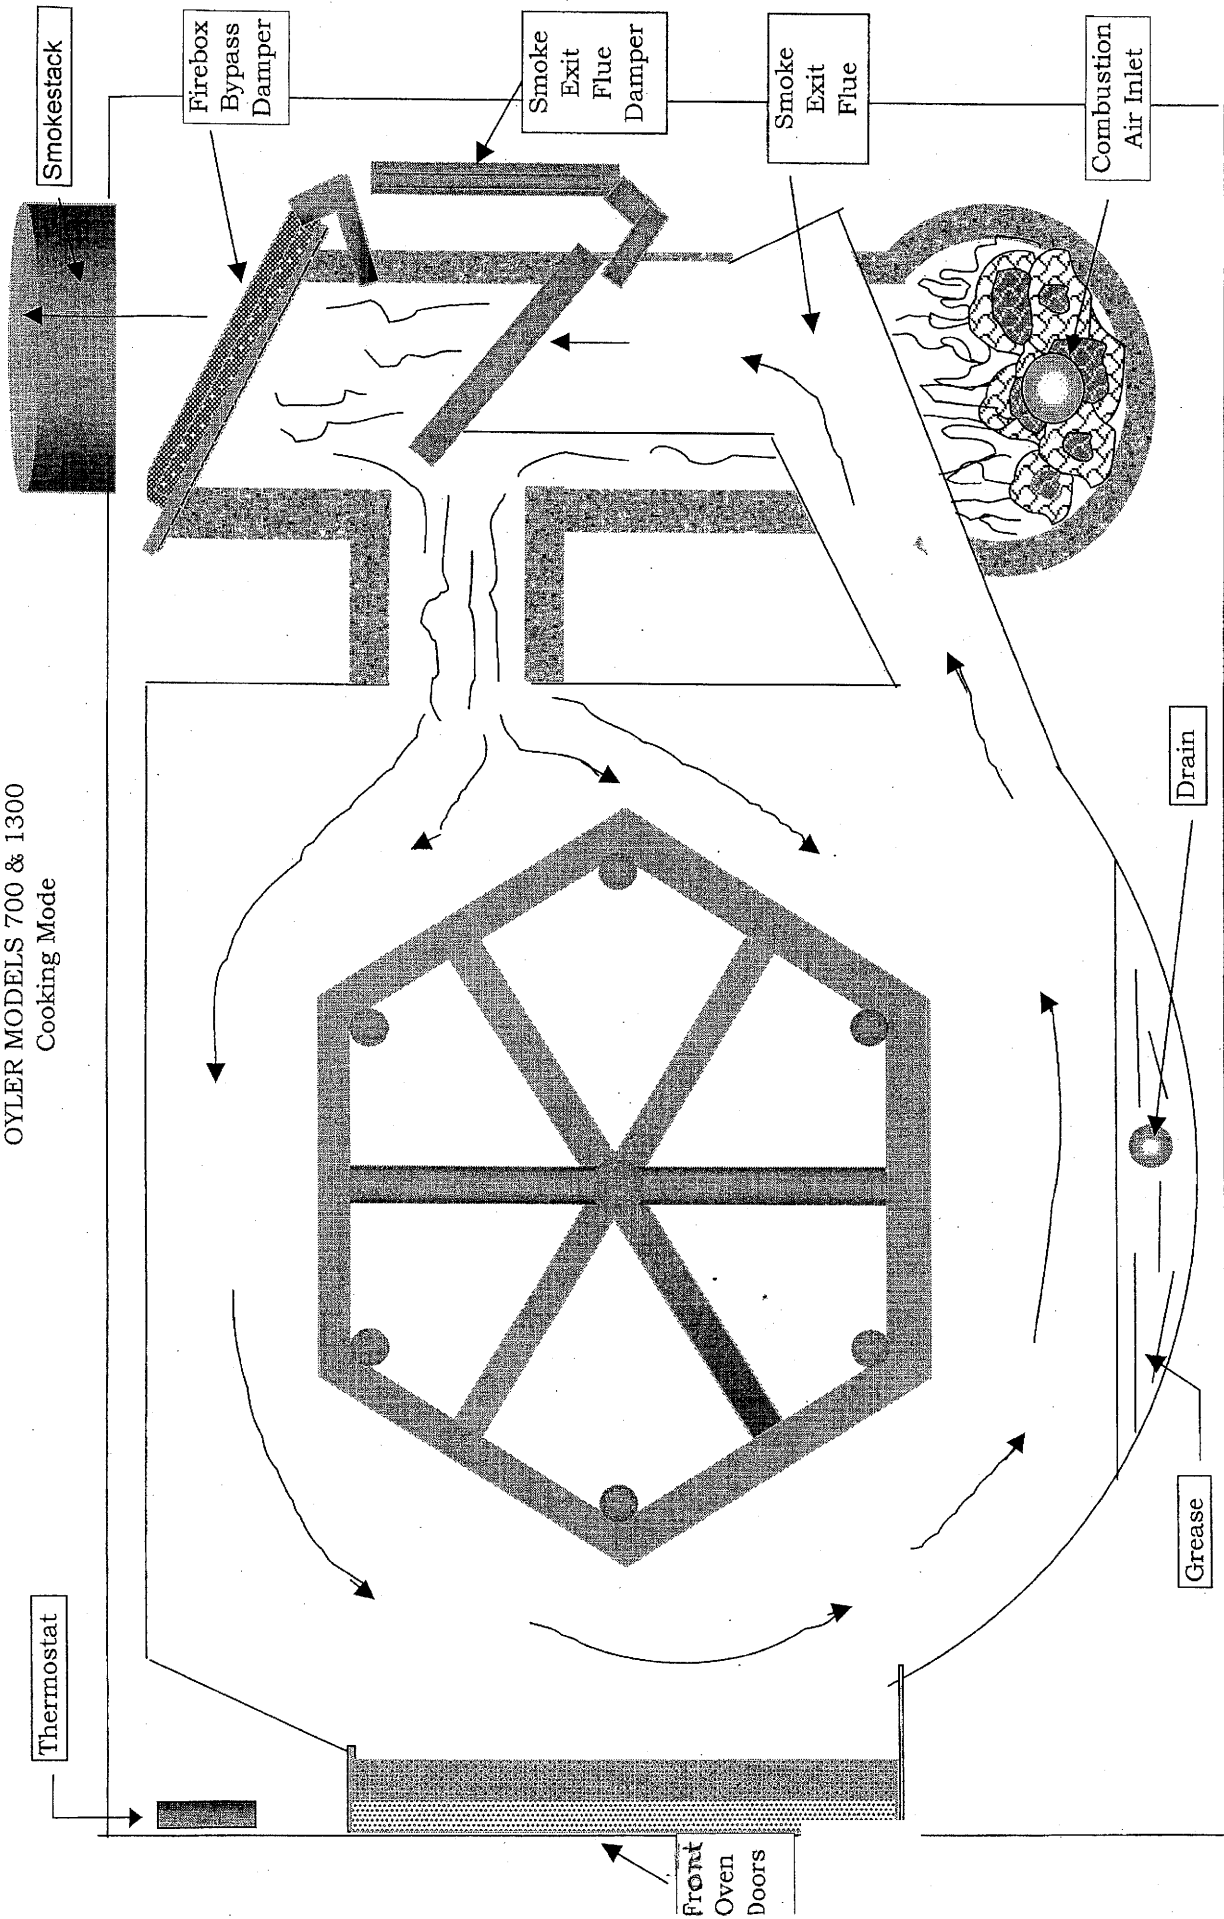 OYLER MODELS 700 & 1300
Cooking Mode
Thermostat
Smokestack
Firebox
Bypass
Damper
Smoke
Exit
Flue
Damper
Smoke
Exit
Flue
Combustion
Air Inlet
Front
Oven
Doors
Grease
Drain